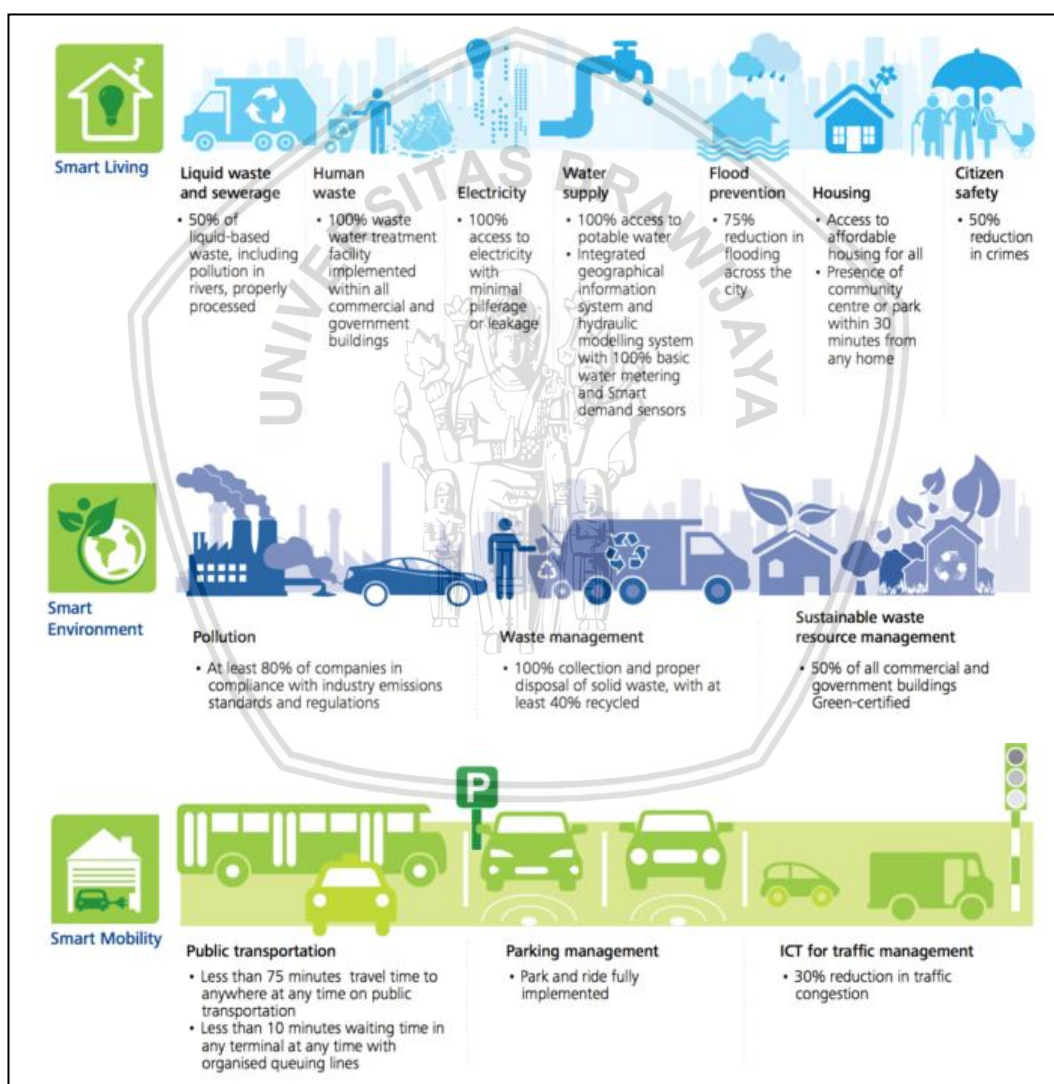 Smart Living
Liquid waste
and sewerage
• 50% of
liquid-based
waste, including
pollution in
rivers, properly
processed
Human
waste
• 100% waste
water treatment
facility
implemented
within all
commercial and
government
buildings
Electricity
• 100%
access to
electricity
with
minimal
pilferage
or leakage
Water
supply
• 100% access to
potable water
• Integrated
geographical
information
system and
hydraulic
modelling system
with 100% basic
water metering
and Smart
demand sensors
Flood
prevention
• 75%
reduction in
flooding
across the
city
Housing
• Access to
affordable
housing for all
• Presence of
community
centre or park
within 30
minutes from
any home
Citizen
safety
• 50%
reduction
in crimes
UNIVERSITAS BRAWIJAYA
Smart
Environment
Pollution
• At least 80% of companies in
compliance with industry emissions
standards and regulations
Waste management
• 100% collection and proper
disposal of solid waste, with at
least 40% recycled
Sustainable waste
resource management
• 50% of all commercial and
government buildings
Green-certified
P
Smart Mobility
Public transportation
• Less than 75 minutes travel time to
anywhere at any time on public
transportation
• Less than 10 minutes waiting time in
any terminal at any time with
organised queuing lines
Parking management
• Park and ride fully
implemented
ICT for traffic management
• 30% reduction in traffic
congestion